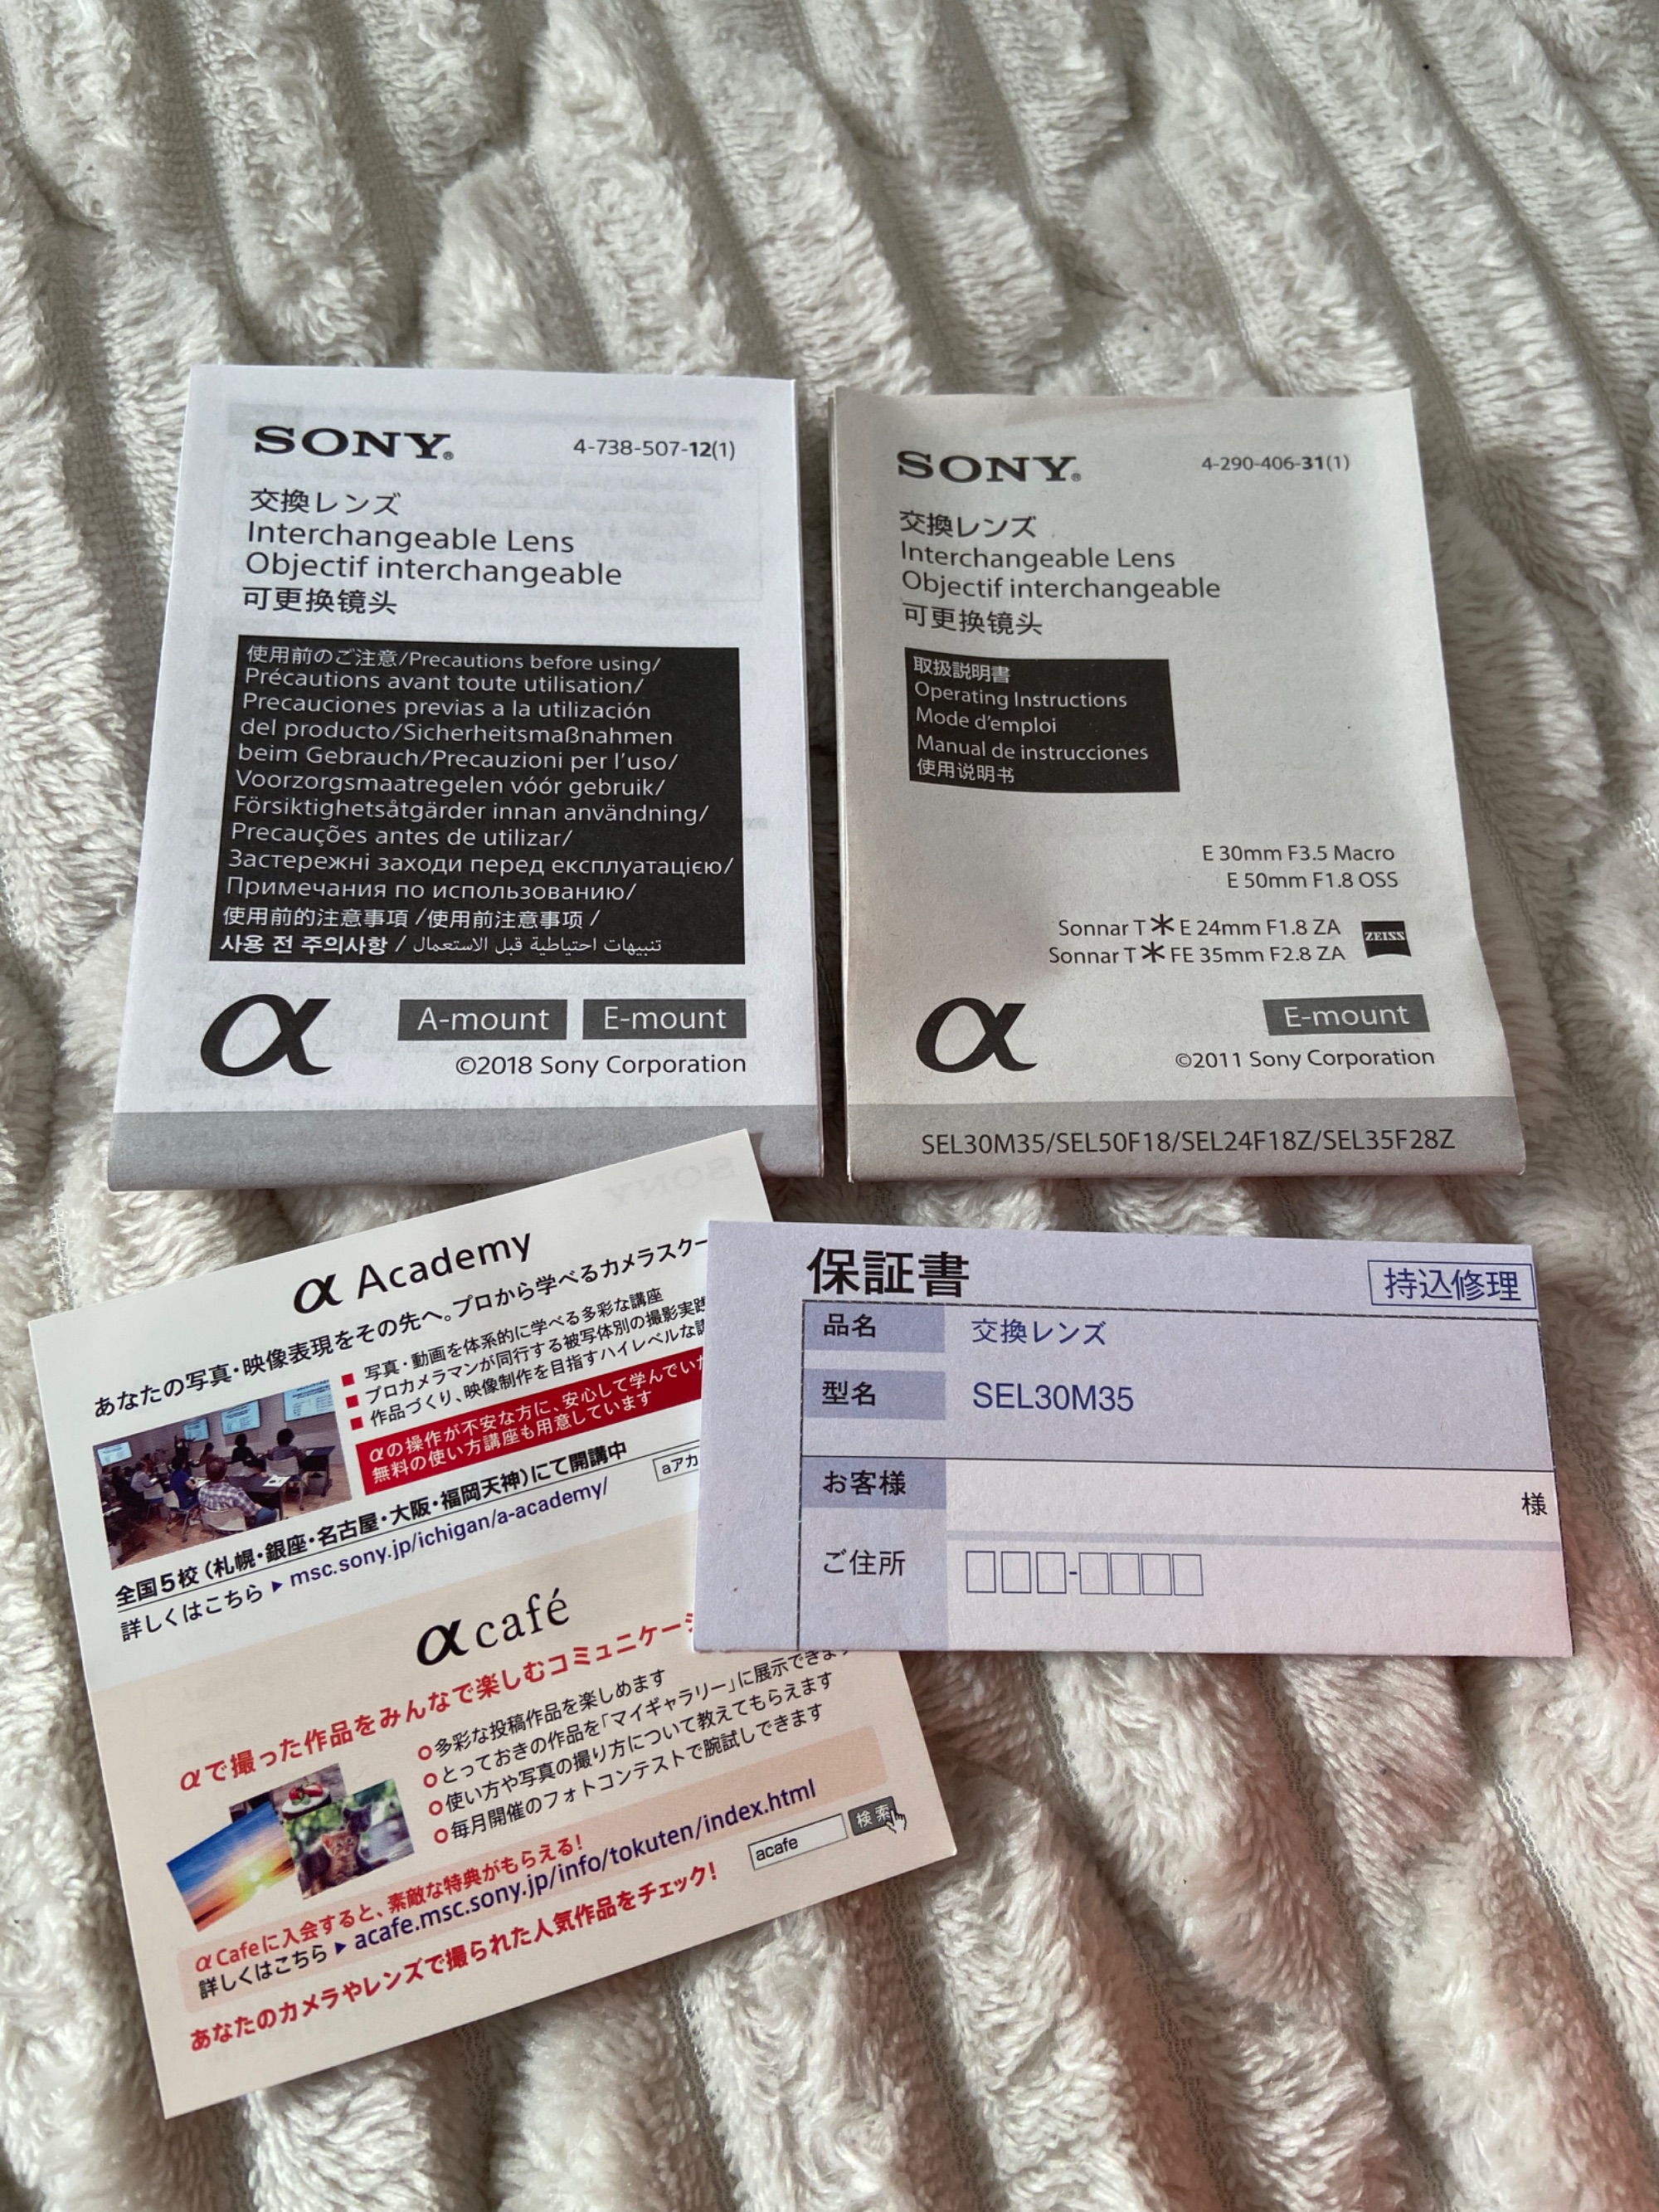 SONY®
4-738-507-12(1)
交換レンズ
Interchangeable Lens
Objectif interchangeable
可更换镜头
使用前のご注意/Precautions before using/
Précautions avant toute utilisation/
Precauciones previas a la utilización
del producto/Sicherheitsmaßnahmen
beim Gebrauch/Precauzioni per l'uso/
Voorzorgsmaatregelen vóór gebruik/
Försiktighetsåtgärder innan användning/
Precauções antes de utilizar/
Застережні заходи перед експлуатацією/
Примечания по использованию/
使用前的注意事項 /使用前注意事项 /
사용 전 주의사항 / تنبيهات احتياطية قبل الاستعمال
α
A-mount
E-mount
©2018 Sony Corporation
SONY®
4-290-406-31(1)
交換レンズ
Interchangeable Lens
Objectif interchangeable
可更换镜头
取扱説明書
Operating Instructions
Mode d'emploi
Manual de instrucciones
使用说明书
E 30mm F3.5 Macro
E 50mm F1.8 OSS
Sonnar T* E 24mm F1.8 ZA
Sonnar T* FE 35mm F2.8 ZA
ZEISS
α
E-mount
©2011 Sony Corporation
SEL30M35/SEL50F18/SEL24F18Z/SEL35F28Z
α Academy
あなたの写真・映像表現をその先へ。プロから学べるカメラスクー
■ 写真・動画を体系的に学べる多彩な講座
■ プロカメラマンが同行する被写体別の撮影実践
■ 作品づくり、映像制作を目指すハイレベルな講
αの操作が不安な方に、安心して学んでいた
無料の使い方講座も用意しています
全国5校(札幌・銀座・名古屋・大阪・福岡天神)にて開講中
詳しくはこちら ▶ msc.sony.jp/ichigan/a-academy/
aアカ
α café
αで撮った作品をみんなで楽しむコミュニケーシ
○多彩な投稿作品を楽しめます
○とっておきの作品を「マイギャラリー」に展示できま
○使い方や写真の撮り方について教えてもらえます
○毎月開催のフォトコンテストで腕試しできます
α Cafeに入会すると、素敵な特典がもらえる!
詳しくはこちら ▶ acafe.msc.sony.jp/info/tokuten/index.html
あなたのカメラやレンズで撮られた人気作品をチェック!
acafe
検索
保証書
持込修理
品名
交換レンズ
型名
SEL30M35
お客様
様
ご住所
□□□-□□□□